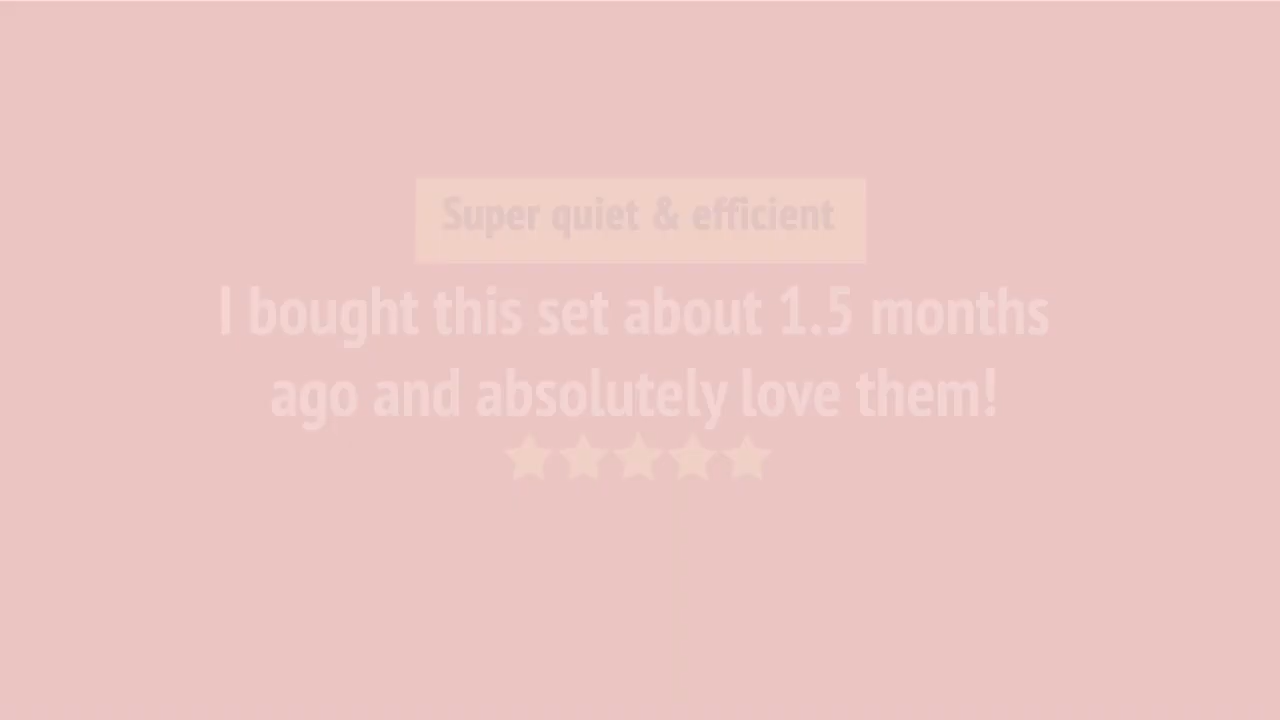 Super quiet & efficient
I bought this set about 1.5 months
ago and absolutely love them!